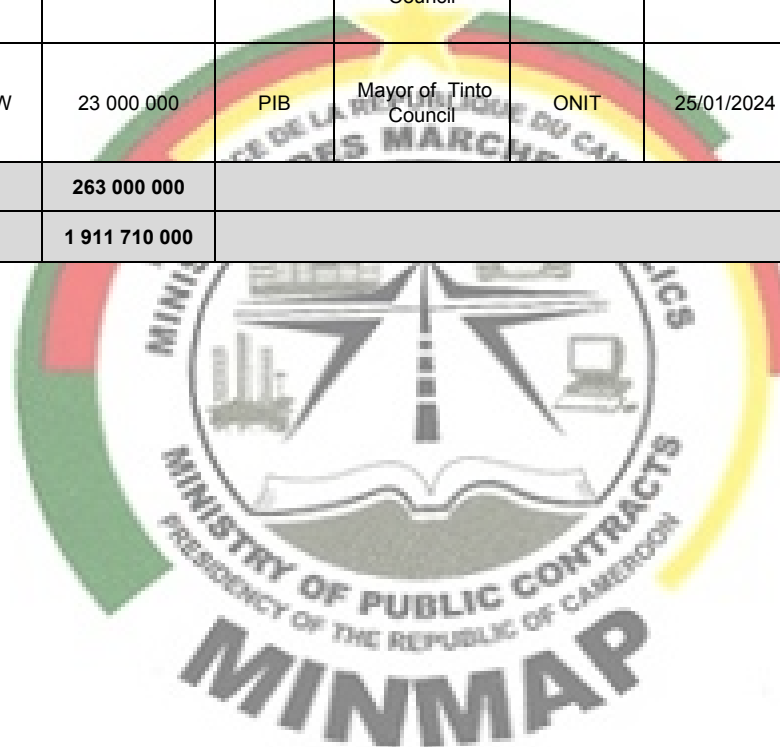 Council
W 23 000 000 PIB Mayor of Tinto ONIT 25/01/2024
Council
263 000 000
1 911 710 000
MINISTRY OF PUBLIC CONTRACTS
PRESIDENCY OF THE REPUBLIC OF CAMEROON
MINMAP